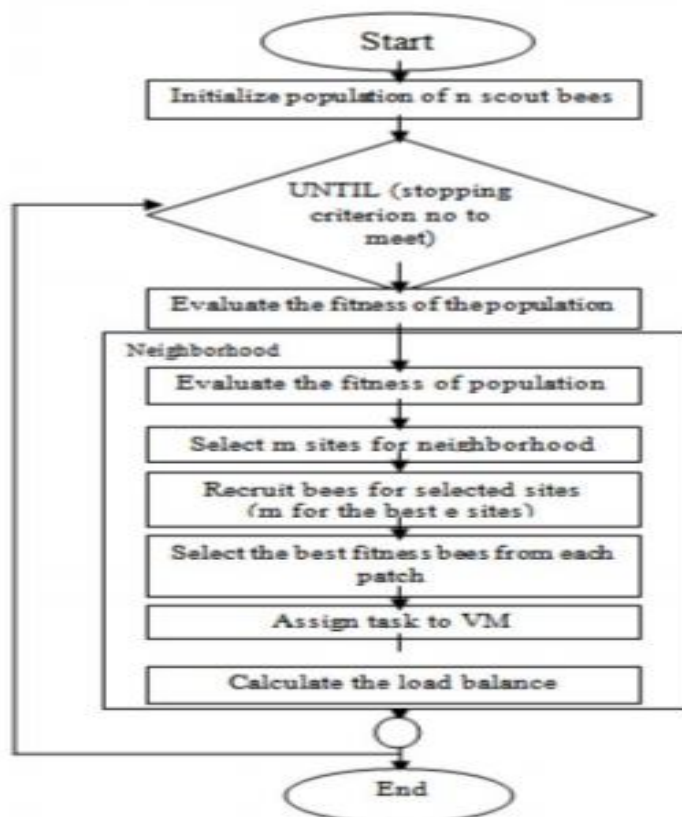 Start
Initialize population of n scout bees
UNTIL (stopping
criterion no to
meet)
Evaluate the fitness of the population
Neighborhood
Evaluate the fitness of population
Select m sites for neighborhood
Recruit bees for selected sites
(m for the best e sites)
Select the best fitness bees from each
patch
Assign task to VM
Calculate the load balance
End